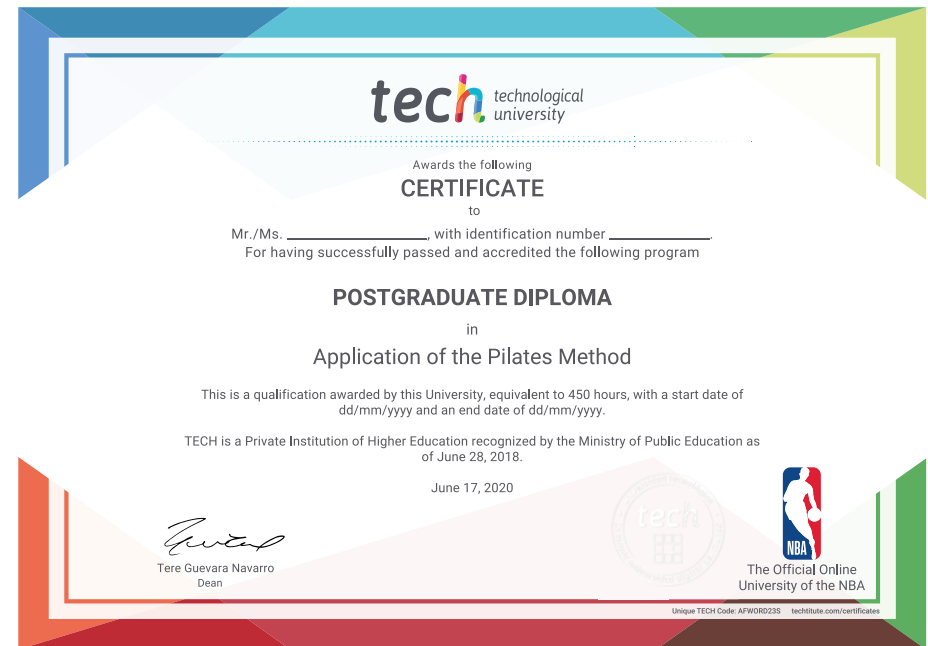 tech technological
university
Awards the following
CERTIFICATE
to
Mr./Ms. ____________________, with identification number ______________.
For having successfully passed and accredited the following program
POSTGRADUATE DIPLOMA
in
Application of the Pilates Method
This is a qualification awarded by this University, equivalent to 450 hours, with a start date of
dd/mm/yyyy and an end date of dd/mm/yyyy.
TECH is a Private Institution of Higher Education recognized by the Ministry of Public Education as
of June 28, 2018.
June 17, 2020
tech
NBA
Tere Guevara Navarro
Dean
The Official Online
University of the NBA
Unique TECH Code: AFWORD23S techtitute.com/certificates